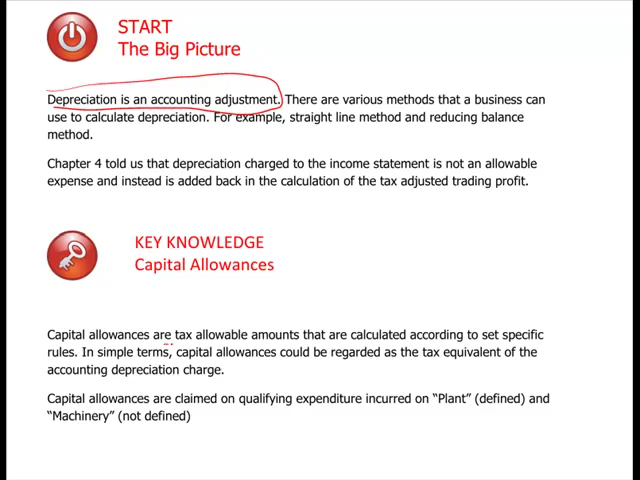 START
The Big Picture
Depreciation is an accounting adjustment. There are various methods that a business can
use to calculate depreciation. For example, straight line method and reducing balance
method.
Chapter 4 told us that depreciation charged to the income statement is not an allowable
expense and instead is added back in the calculation of the tax adjusted trading profit.
KEY KNOWLEDGE
Capital Allowances
Capital allowances are tax allowable amounts that are calculated according to set specific
rules. In simple terms, capital allowances could be regarded as the tax equivalent of the
accounting depreciation charge.
Capital allowances are claimed on qualifying expenditure incurred on “Plant” (defined) and
“Machinery” (not defined)